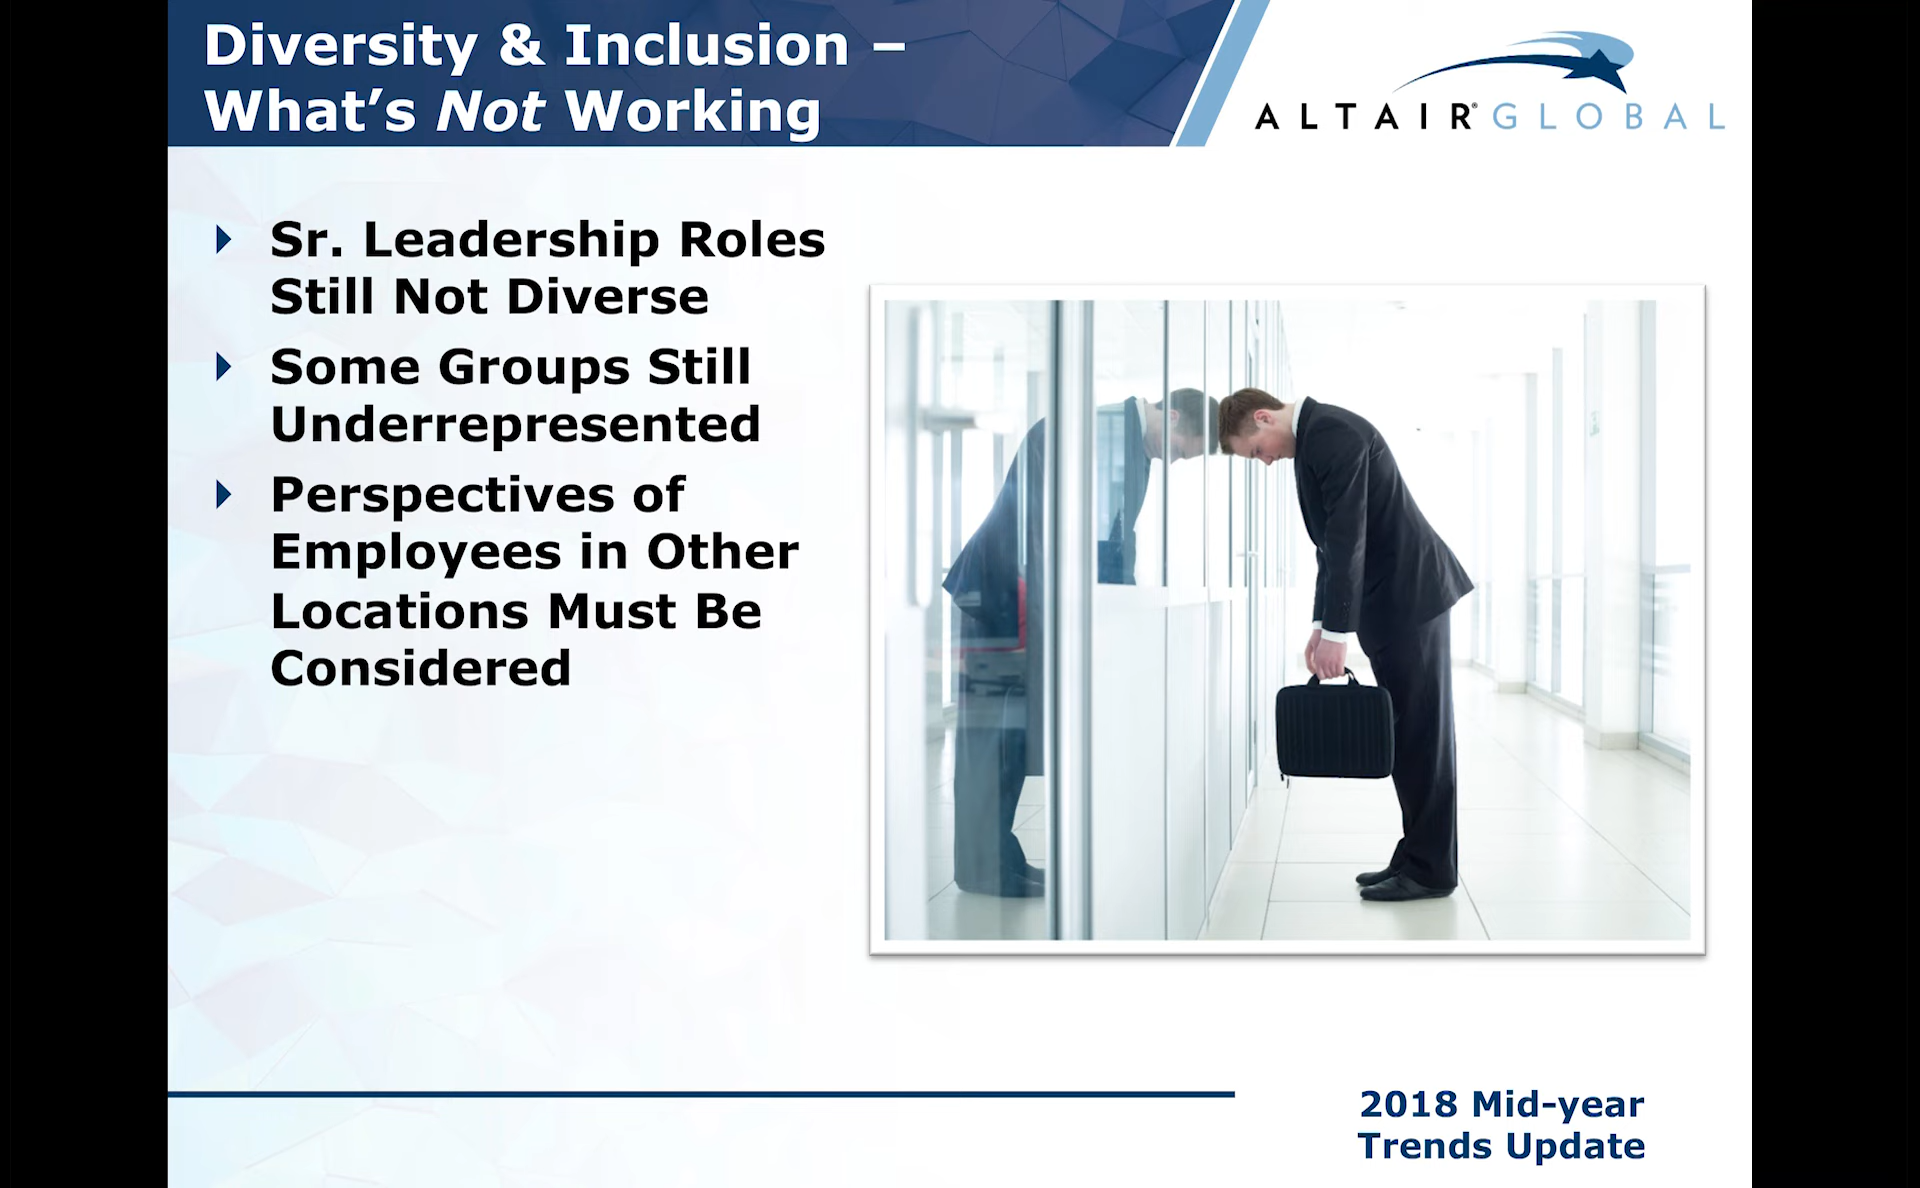 Diversity & Inclusion –
What’s Not Working
ALTAIR® GLOBAL
Sr. Leadership Roles
Still Not Diverse
Some Groups Still
Underrepresented
Perspectives of
Employees in Other
Locations Must Be
Considered
2018 Mid-year
Trends Update